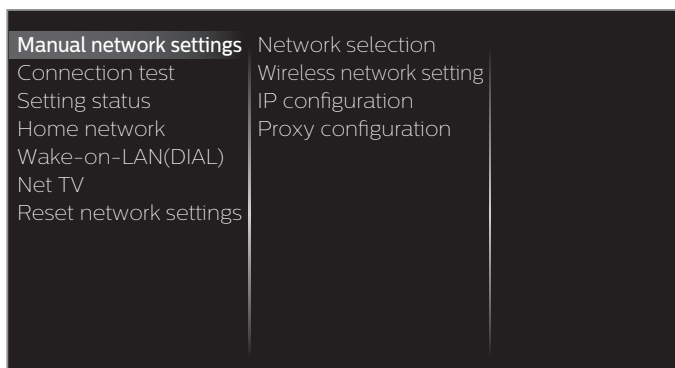 Manual network settings
Connection test
Setting status
Home network
Wake-on-LAN(DIAL)
Net TV
Reset network settings
Network selection
Wireless network setting
IP configuration
Proxy configuration